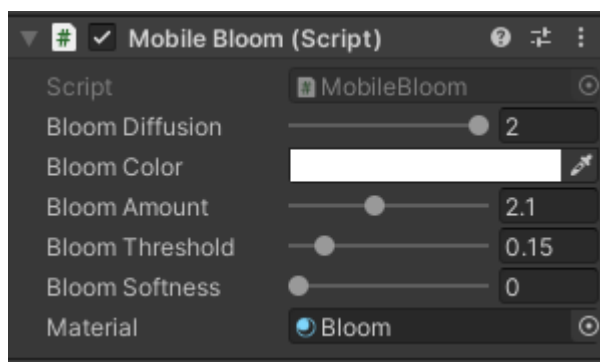 Mobile Bloom (Script)
Script MobileBloom
Bloom Diffusion 2
Bloom Color
Bloom Amount 2.1
Bloom Threshold 0.15
Bloom Softness 0
Material Bloom